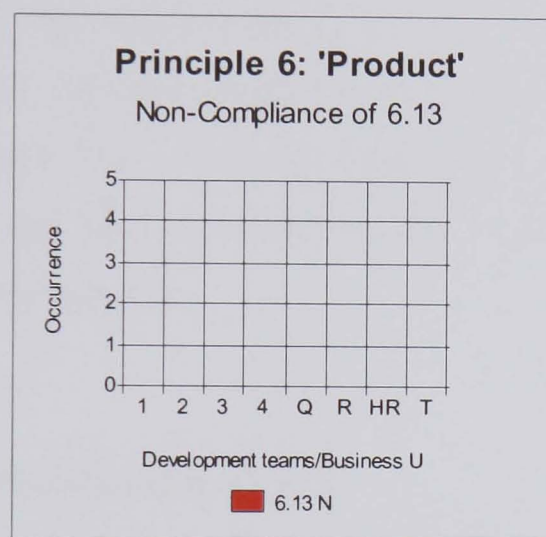 Principle 6: 'Product'
Non-Compliance of 6.13
Occurrence
5
4
3
2
1
0
1 2 3 4 Q R HR T
Development teams/Business U
6.13 N